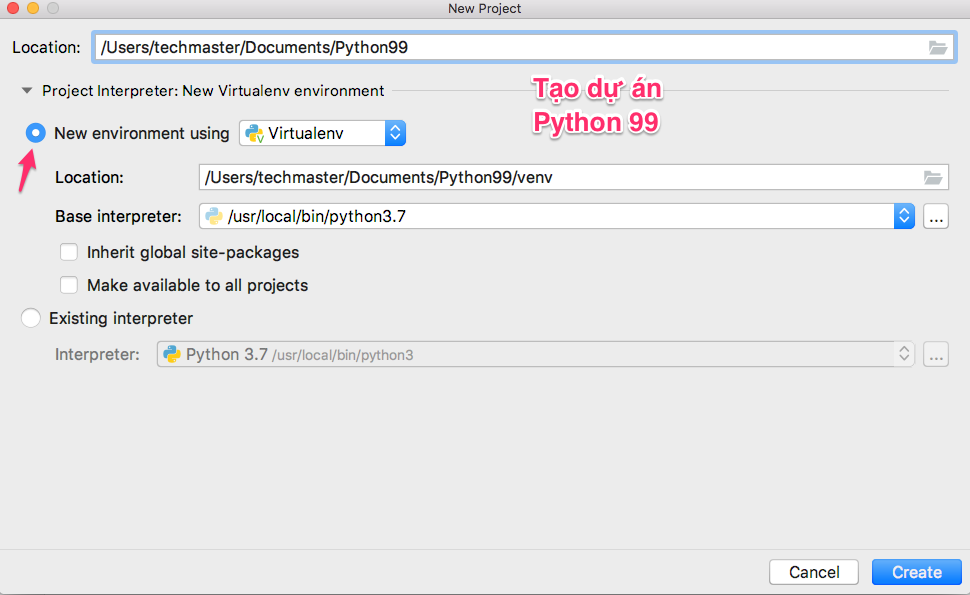 New Project
Location: /Users/techmaster/Documents/Python99
Project Interpreter: New Virtualenv environment
Tạo dự án
Python 99
New environment using Virtualenv
Location: /Users/techmaster/Documents/Python99/venv
Base interpreter: /usr/local/bin/python3.7 ...
Inherit global site-packages
Make available to all projects
Existing interpreter
Interpreter: Python 3.7 /usr/local/bin/python3 ...
Cancel Create